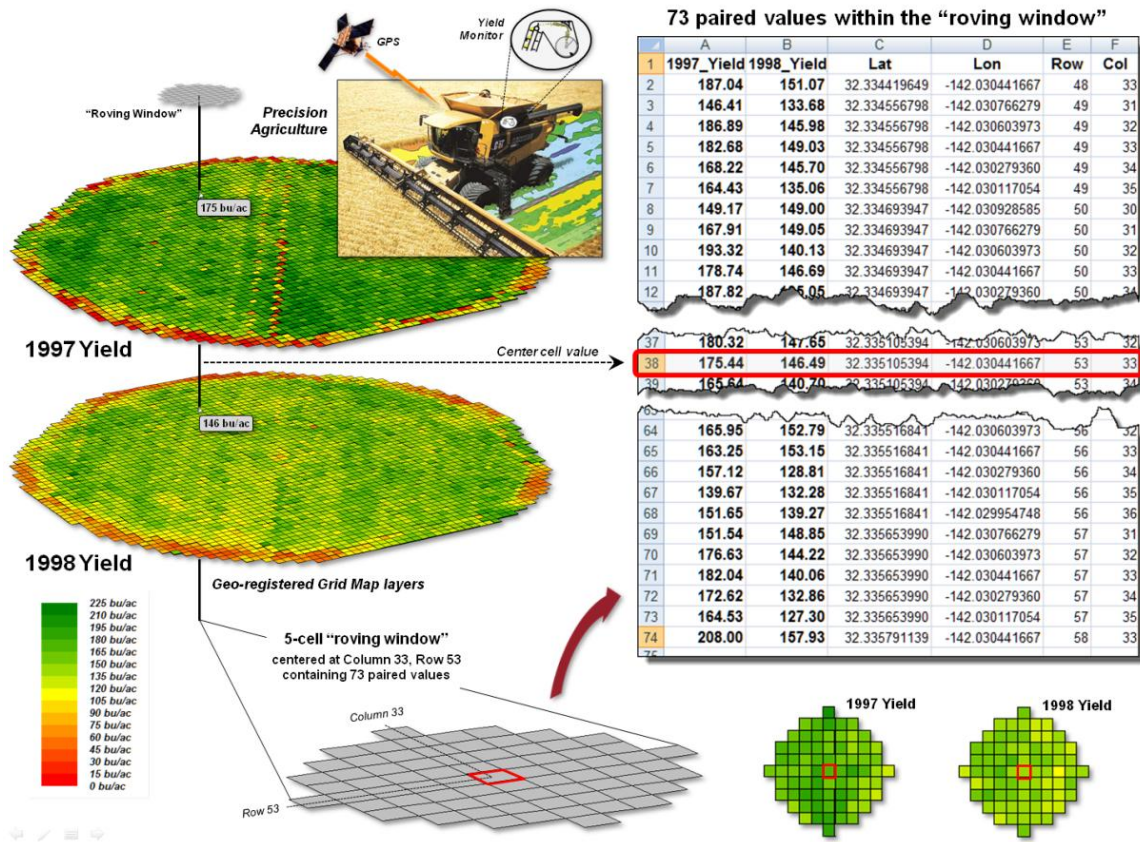 73 paired values within the “roving window”
GPS
Yield
Monitor
“Roving Window”
Precision
Agriculture
175 bu/ac
1997 Yield
Center cell value
146 bu/ac
1998 Yield
Geo-registered Grid Map layers
225 bu/ac
210 bu/ac
195 bu/ac
180 bu/ac
165 bu/ac
150 bu/ac
135 bu/ac
120 bu/ac
105 bu/ac
90 bu/ac
75 bu/ac
60 bu/ac
45 bu/ac
30 bu/ac
15 bu/ac
0 bu/ac
5-cell “roving window”
centered at Column 33, Row 53
containing 73 paired values
Column 33
Row 53
A B C D E F
1 1997_Yield 1998_Yield Lat Lon Row Col
2 187.04 151.07 32.334419649 -142.030441667 48 33
3 146.41 133.68 32.334556798 -142.030766279 49 31
4 186.89 145.98 32.334556798 -142.030603973 49 32
5 182.68 149.03 32.334556798 -142.030441667 49 33
6 168.22 145.70 32.334556798 -142.030279360 49 34
7 164.43 135.06 32.334556798 -142.030117054 49 35
8 149.17 149.00 32.334693947 -142.030928585 50 30
9 167.91 149.05 32.334693947 -142.030766279 50 31
10 193.32 140.13 32.334693947 -142.030603973 50 32
11 178.74 146.69 32.334693947 -142.030441667 50 33
12 187.82 32.334693947 -142.030279360 50 34
37 180.32 147.65 32.335105394 -142.030603973 53 32
38 175.44 146.49 32.335105394 -142.030441667 53 33
39 165.64 140.70 32.335105394 53 34
64 165.95 152.79 32.335516841 -142.030603973 56 32
65 163.25 153.15 32.335516841 -142.030441667 56 33
66 157.12 128.81 32.335516841 -142.030279360 56 34
67 139.67 132.28 32.335516841 -142.030117054 56 35
68 151.65 139.27 32.335516841 -142.029954748 56 36
69 151.54 148.85 32.335653990 -142.030766279 57 31
70 176.63 144.22 32.335653990 -142.030603973 57 32
71 182.04 140.06 32.335653990 -142.030441667 57 33
72 172.62 132.86 32.335653990 -142.030279360 57 34
73 164.53 127.30 32.335653990 -142.030117054 57 35
74 208.00 157.93 32.335791139 -142.030441667 58 33
1997 Yield
1998 Yield